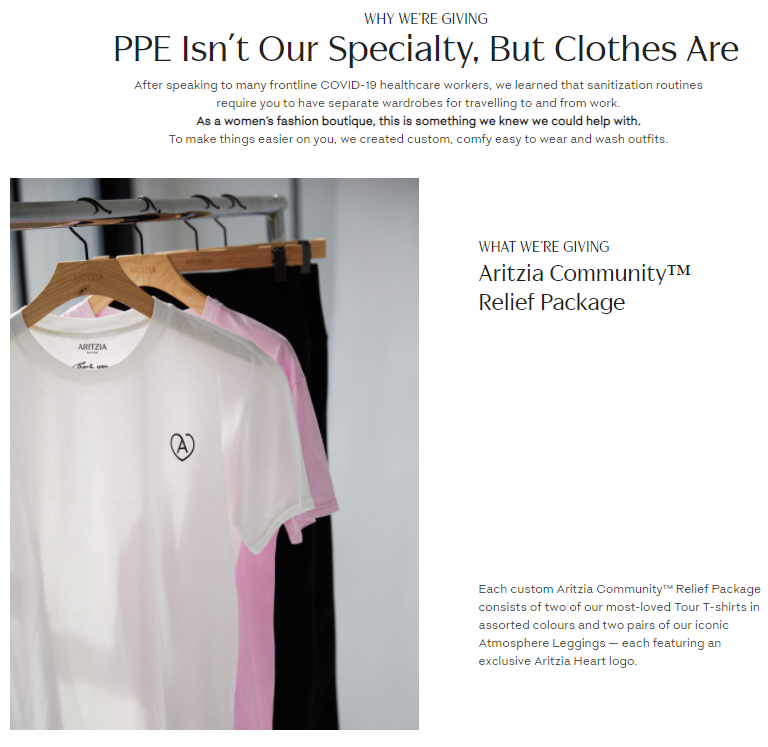 WHY WE'RE GIVING
PPE Isn't Our Specialty, But Clothes Are
After speaking to many frontline COVID-19 healthcare workers, we learned that sanitization routines
require you to have separate wardrobes for travelling to and from work.
As a women's fashion boutique, this is something we knew we could help with.
To make things easier on you, we created custom, comfy easy to wear and wash outfits.
ARITZIA
ARITZIA
ARITZIA
ARITZIA
Thank you
A
WHAT WE'RE GIVING
Aritzia Community™
Relief Package
Each custom Aritzia Community™ Relief Package
consists of two of our most-loved Tour T-shirts in
assorted colours and two pairs of our iconic
Atmosphere Leggings — each featuring an
exclusive Aritzia Heart logo.